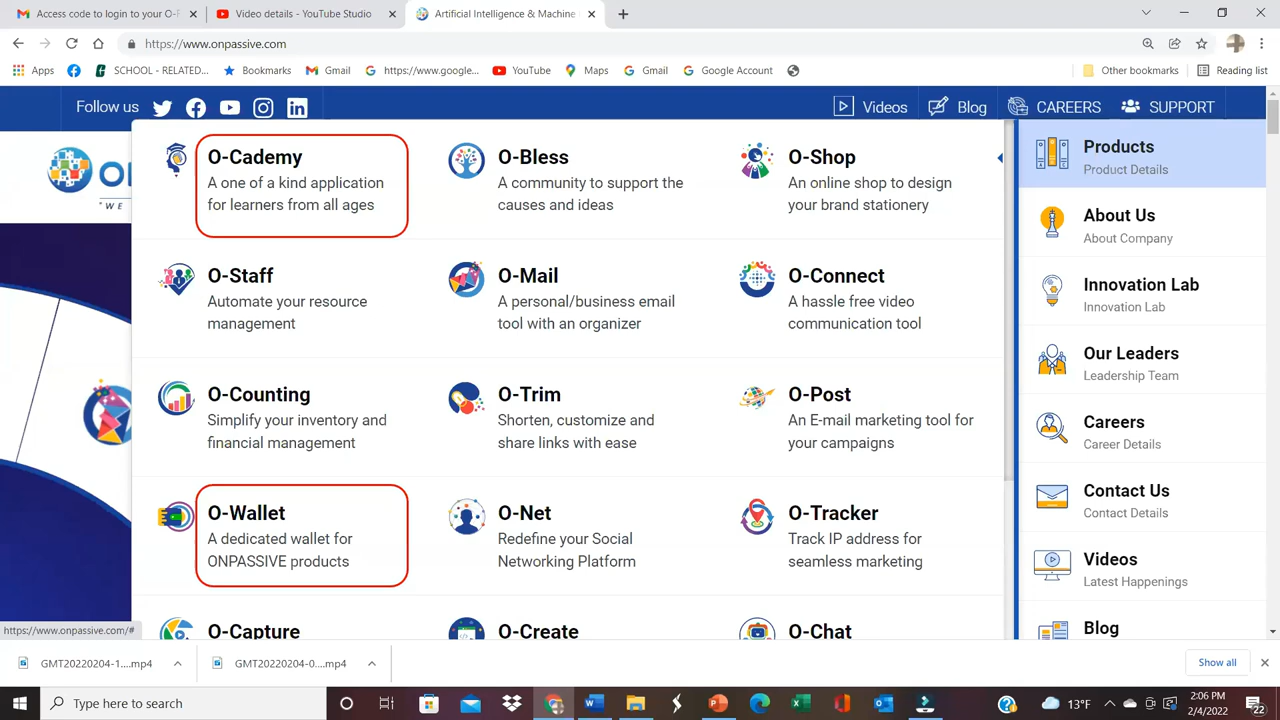 Access code to login to your O-F
Video details - YouTube Studio
Artificial Intelligence & Machine
https://www.onpassive.com
Apps
SCHOOL - RELATED...
Bookmarks
Gmail
https://www.google...
YouTube
Maps
Gmail
Google Account
Other bookmarks
Reading list
Follow us
Videos
Blog
CAREERS
SUPPORT
"W E
O-Cademy
A one of a kind application
for learners from all ages
O-Bless
A community to support the
causes and ideas
O-Shop
An online shop to design
your brand stationery
O-Staff
Automate your resource
management
O-Mail
A personal/business email
tool with an organizer
O-Connect
A hassle free video
communication tool
O-Counting
Simplify your inventory and
financial management
O-Trim
Shorten, customize and
share links with ease
O-Post
An E-mail marketing tool for
your campaigns
O-Wallet
A dedicated wallet for
ONPASSIVE products
O-Net
Redefine your Social
Networking Platform
O-Tracker
Track IP address for
seamless marketing
O-Capture
O-Create
O-Chat
Products
Product Details
About Us
About Company
Innovation Lab
Innovation Lab
Our Leaders
Leadership Team
Careers
Career Details
Contact Us
Contact Details
Videos
Latest Happenings
Blog
https://www.onpassive.com/#
GMT20220204-1....mp4
GMT20220204-0....mp4
Show all
Type here to search
13°F
2:06 PM
2/4/2022
22